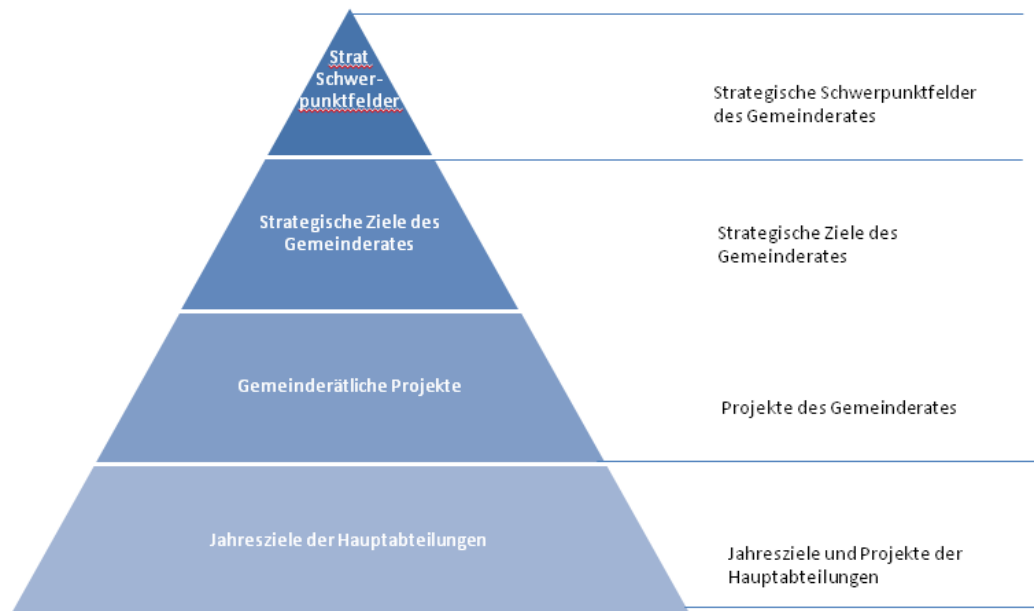 Strat
Schwer-
punktfelder
Strategische Schwerpunktfelder
des Gemeinderates
Strategische Ziele des
Gemeinderates
Strategische Ziele des
Gemeinderates
Gemeinderätliche Projekte
Projekte des Gemeinderates
Jahresziele der Hauptabteilungen
Jahresziele und Projekte der
Hauptabteilungen